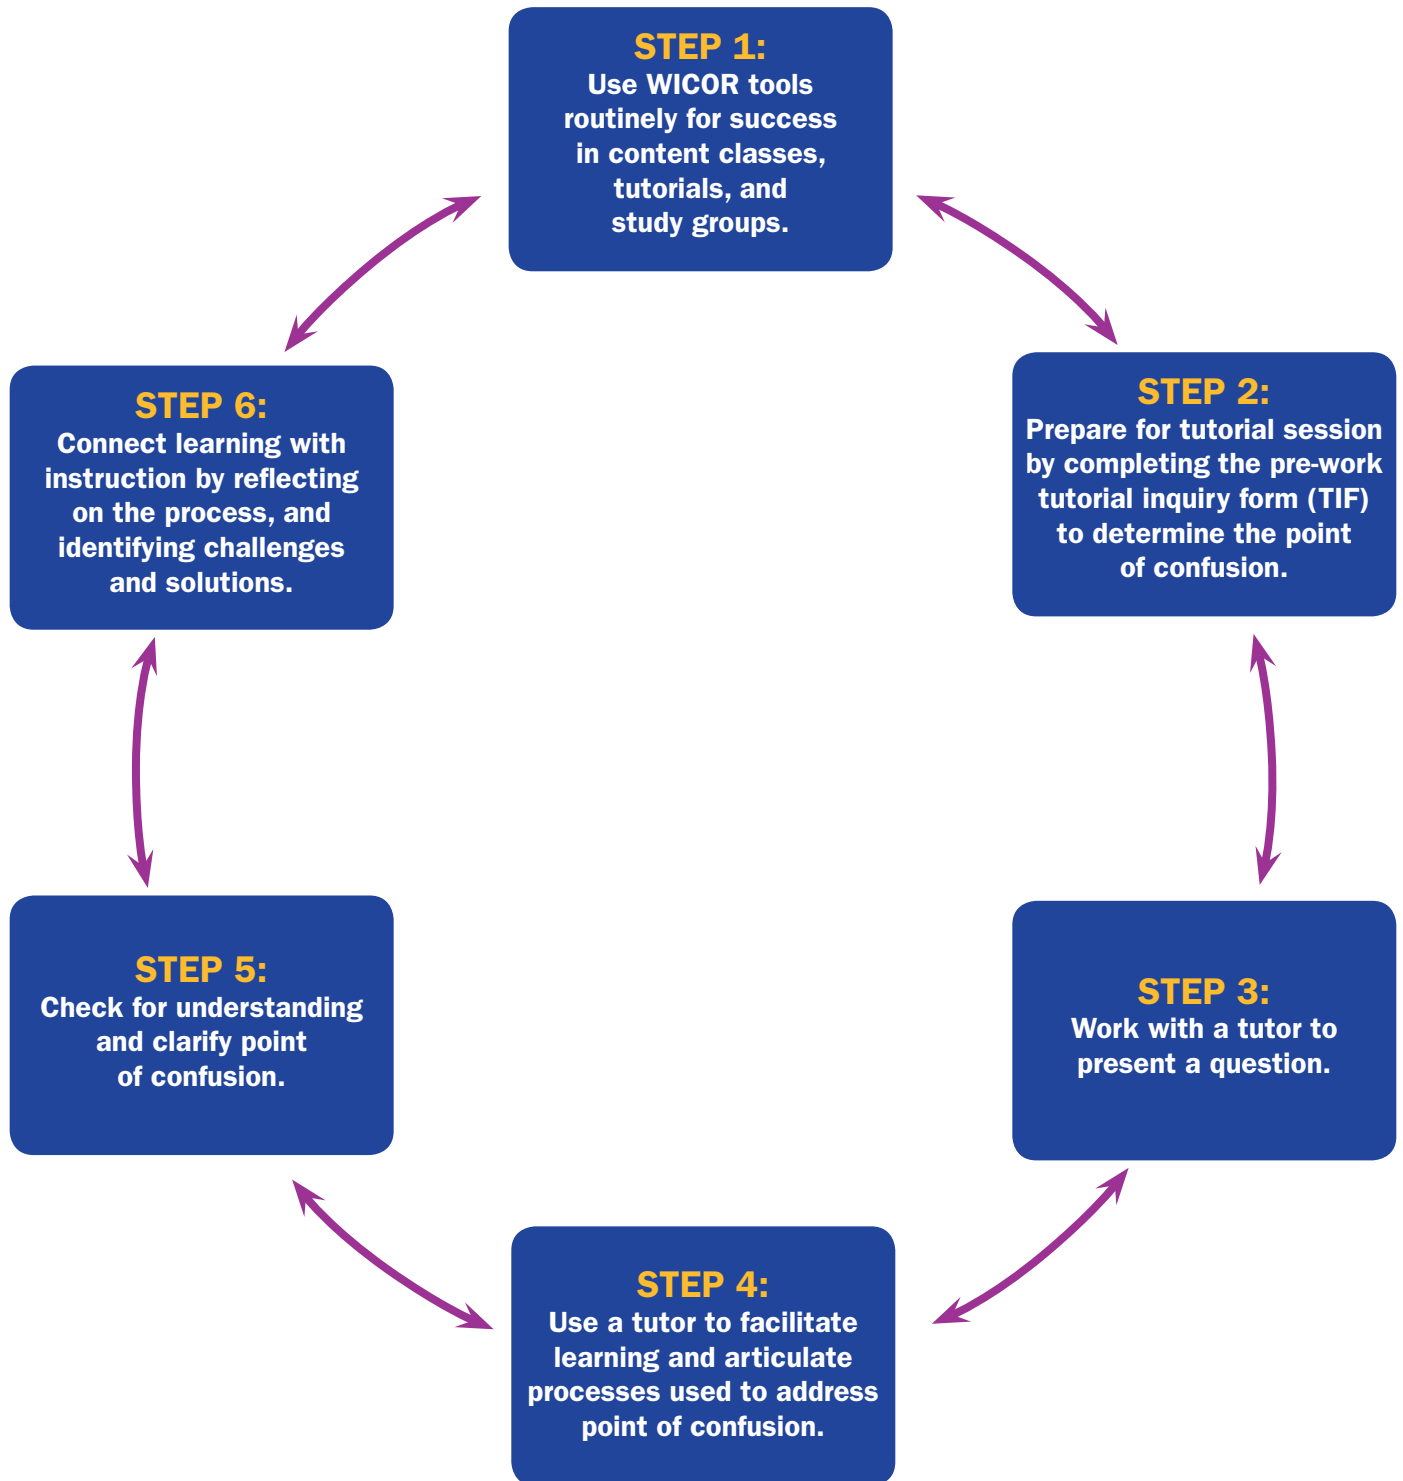 STEP 1:
Use WICOR tools
routinely for success
in content classes,
tutorials, and
study groups.
STEP 2:
Prepare for tutorial session
by completing the pre-work
tutorial inquiry form (TIF)
to determine the point
of confusion.
STEP 3:
Work with a tutor to
present a question.
STEP 4:
Use a tutor to facilitate
learning and articulate
processes used to address
point of confusion.
STEP 5:
Check for understanding
and clarify point
of confusion.
STEP 6:
Connect learning with
instruction by reflecting
on the process, and
identifying challenges
and solutions.